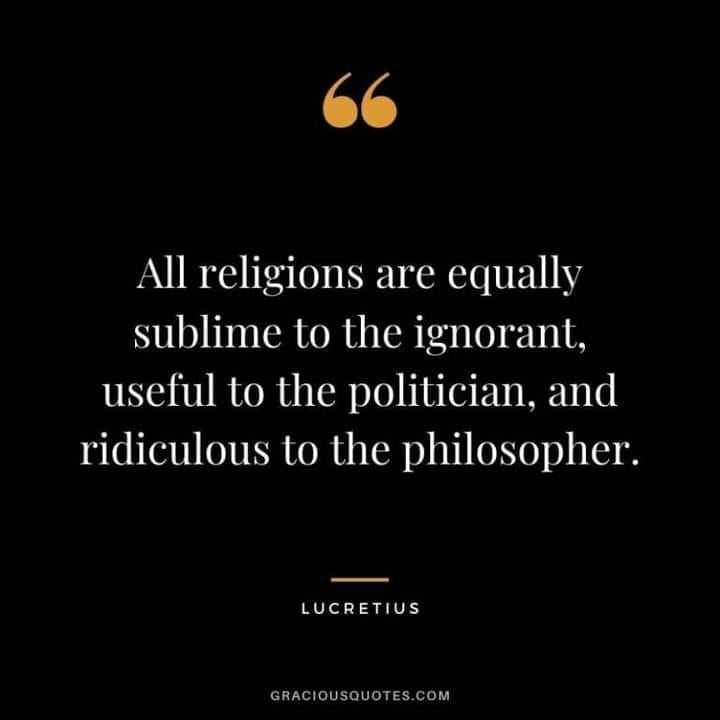 “
All religions are equally
sublime to the ignorant,
useful to the politician, and
ridiculous to the philosopher.
LUCRETIUS
GRACIOUSQUOTES.COM